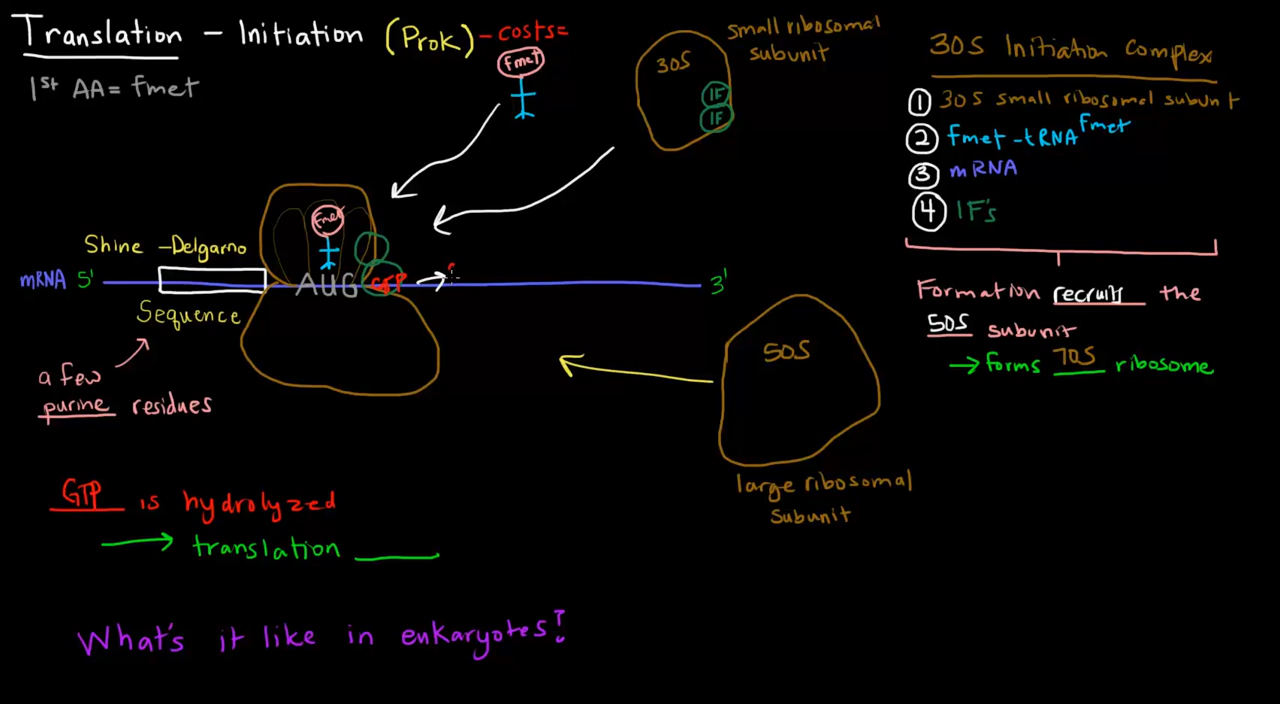 Translation - Initiation (Prok) - costs=
1st AA= fmet
fmet
30S
IF
IF
small ribosomal
subunit
30S Initiation Complex
1 30S small ribosomal subunit
2 fmet-tRNA fmet
3 mRNA
4 IF's
Formation recruits the
50S subunit
→ forms 70S ribosome
Shine-Delgarno
mRNA 5'
Fmet
AUG GTP →
3'
Sequence
a few
purine residues
50S
large ribosomal
subunit
GTP is hydrolyzed
→ translation ____
What's it like in eukaryotes?